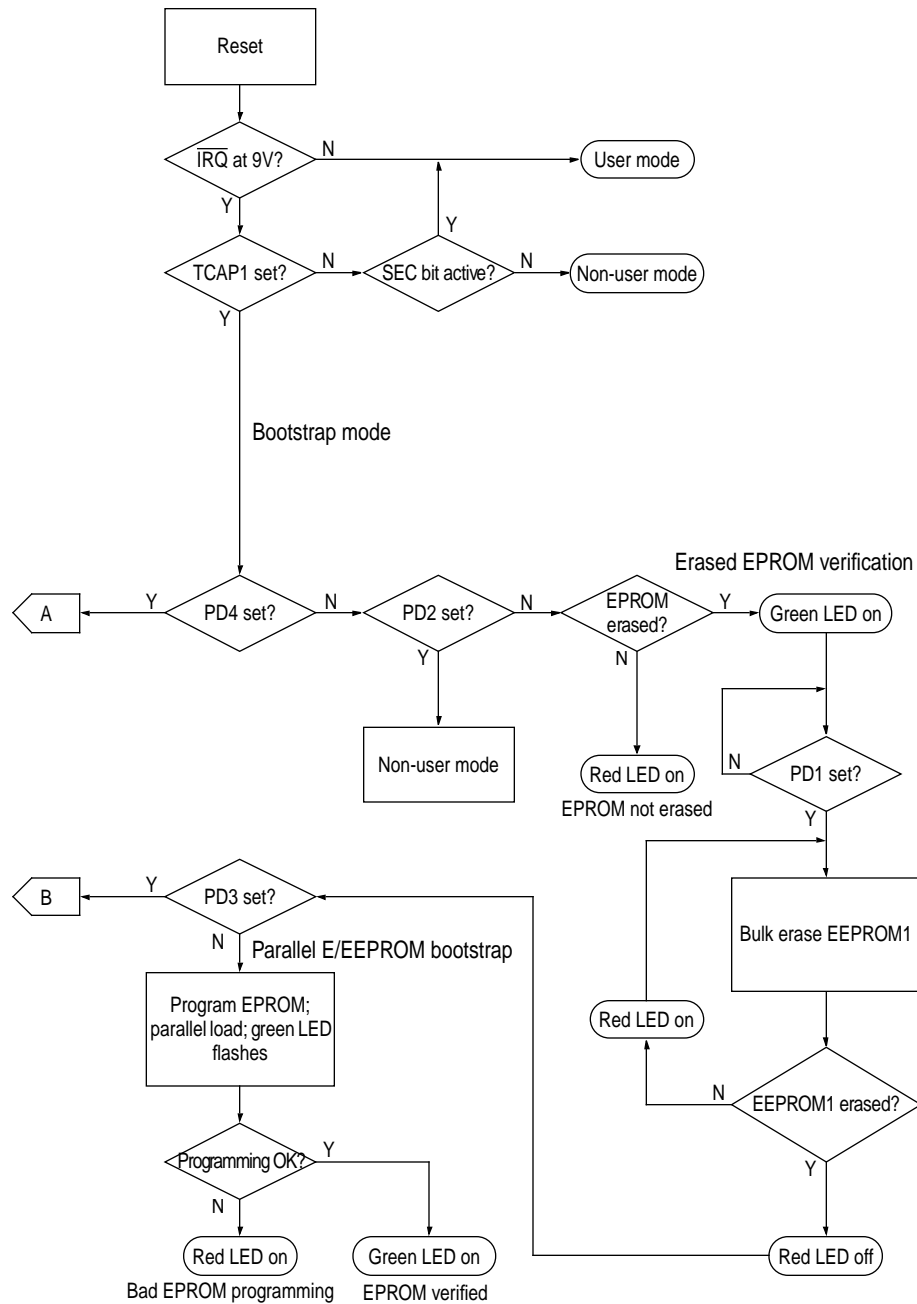 Reset
IRQ at 9V?
N
User mode
Y
Y
TCAP1 set?
N
SEC bit active?
N
Non-user mode
Y
Bootstrap mode
Erased EPROM verification
A
Y
PD4 set?
N
PD2 set?
N
EPROM
erased?
Y
Green LED on
Y
N
Non-user mode
Red LED on
EPROM not erased
N
PD1 set?
Y
B
Y
PD3 set?
N
Parallel E/EEPROM bootstrap
Bulk erase EEPROM1
Program EPROM;
parallel load; green LED
flashes
Red LED on
N
EEPROM1 erased?
Programming OK?
Y
N
Y
Red LED on
Bad EPROM programming
Green LED on
EPROM verified
Red LED off